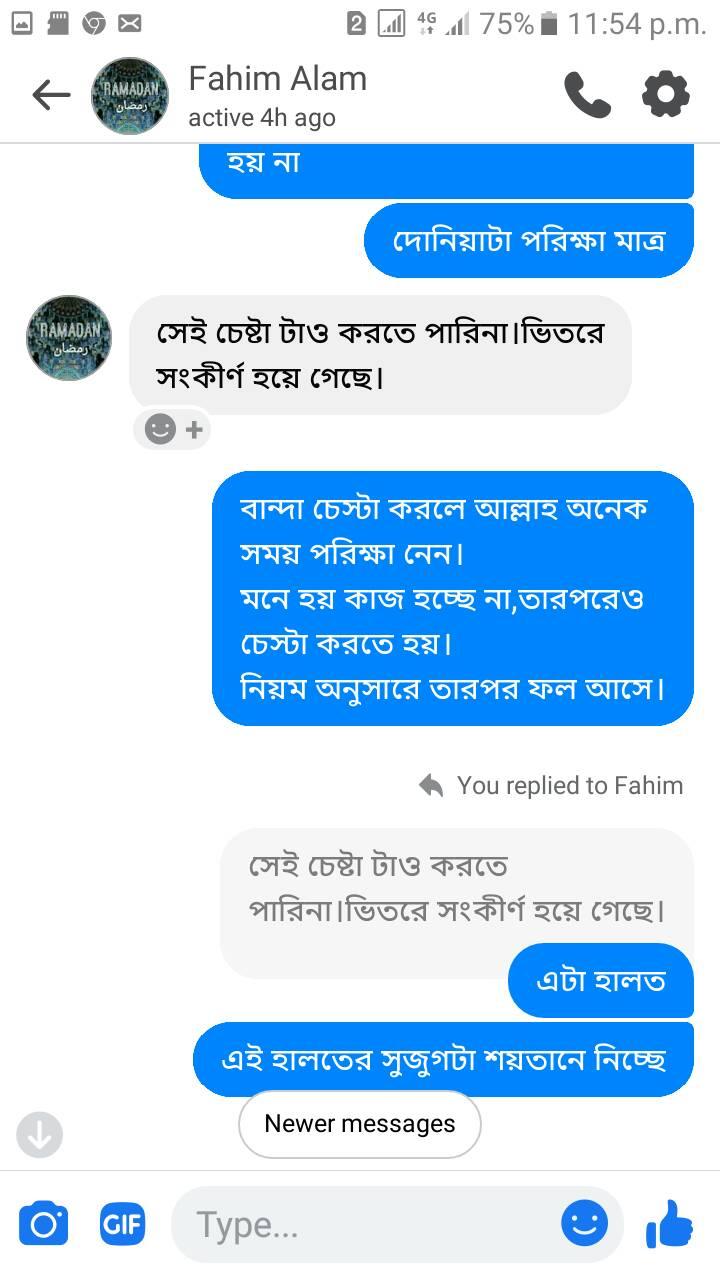 2 4G 75% 11:54 p.m.
RAMADAN
رمضان
Fahim Alam
active 4h ago
হয় না
দোনিয়াটা পরিক্ষা মাত্র
RAMADAN
رمضان
সেই চেষ্টা টাও করতে পারিনা।ভিতরে
সংকীর্ণ হয়ে গেছে।
বান্দা চেস্টা করলে আল্লাহ অনেক
সময় পরিক্ষা নেন।
মনে হয় কাজ হচ্ছে না,তারপরেও
চেস্টা করতে হয়।
নিয়ম অনুসারে তারপর ফল আসে।
You replied to Fahim
সেই চেষ্টা টাও করতে
পারিনা।ভিতরে সংকীর্ণ হয়ে গেছে।
এটা হালত
এই হালতের সুজুগটা শয়তানে নিচ্ছে
Newer messages
GIF
Type...